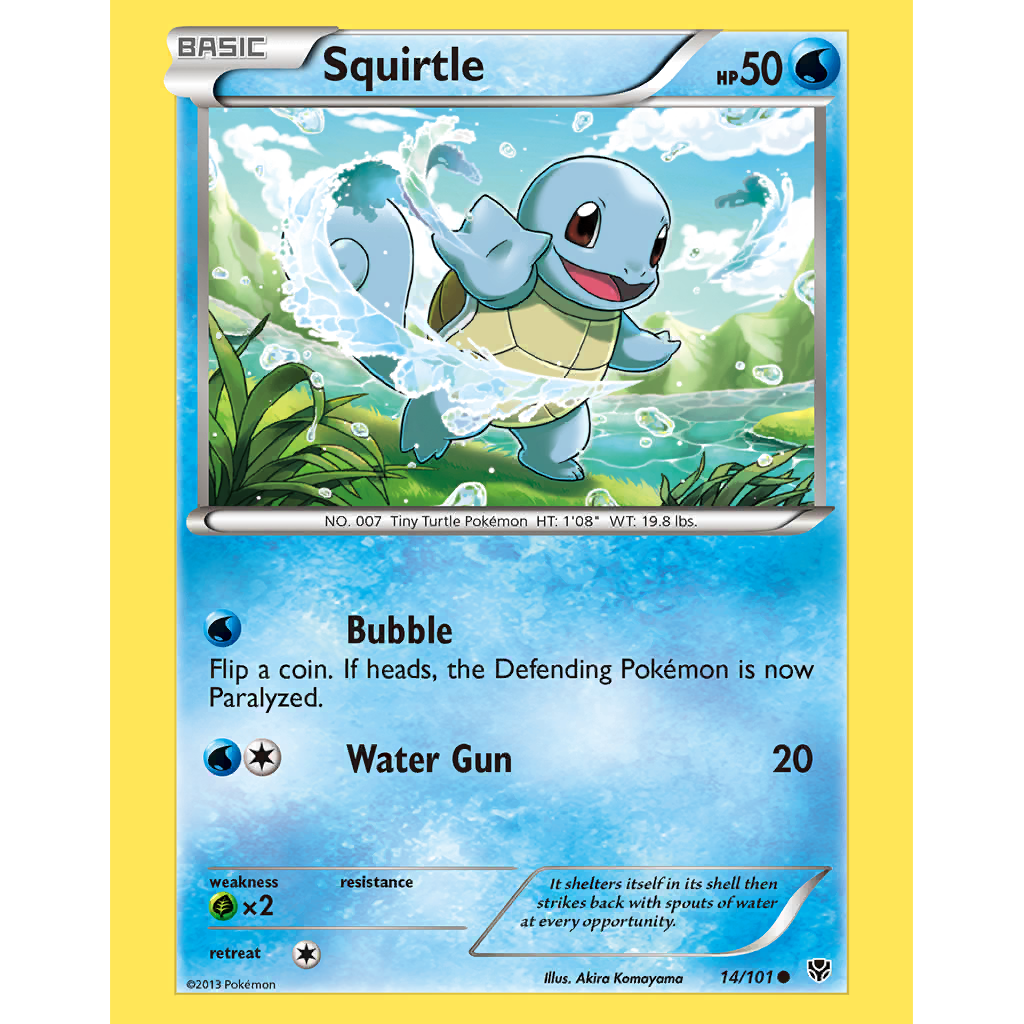 BASIC
Squirtle
HP 50
NO. 007 Tiny Turtle Pokémon HT: 1'08" WT: 19.8 lbs.
Bubble
Flip a coin. If heads, the Defending Pokémon is now
Paralyzed.
Water Gun 20
weakness resistance
×2
It shelters itself in its shell then
strikes back with spouts of water
at every opportunity.
retreat
©2013 Pokémon
Illus. Akira Komayama
14/101